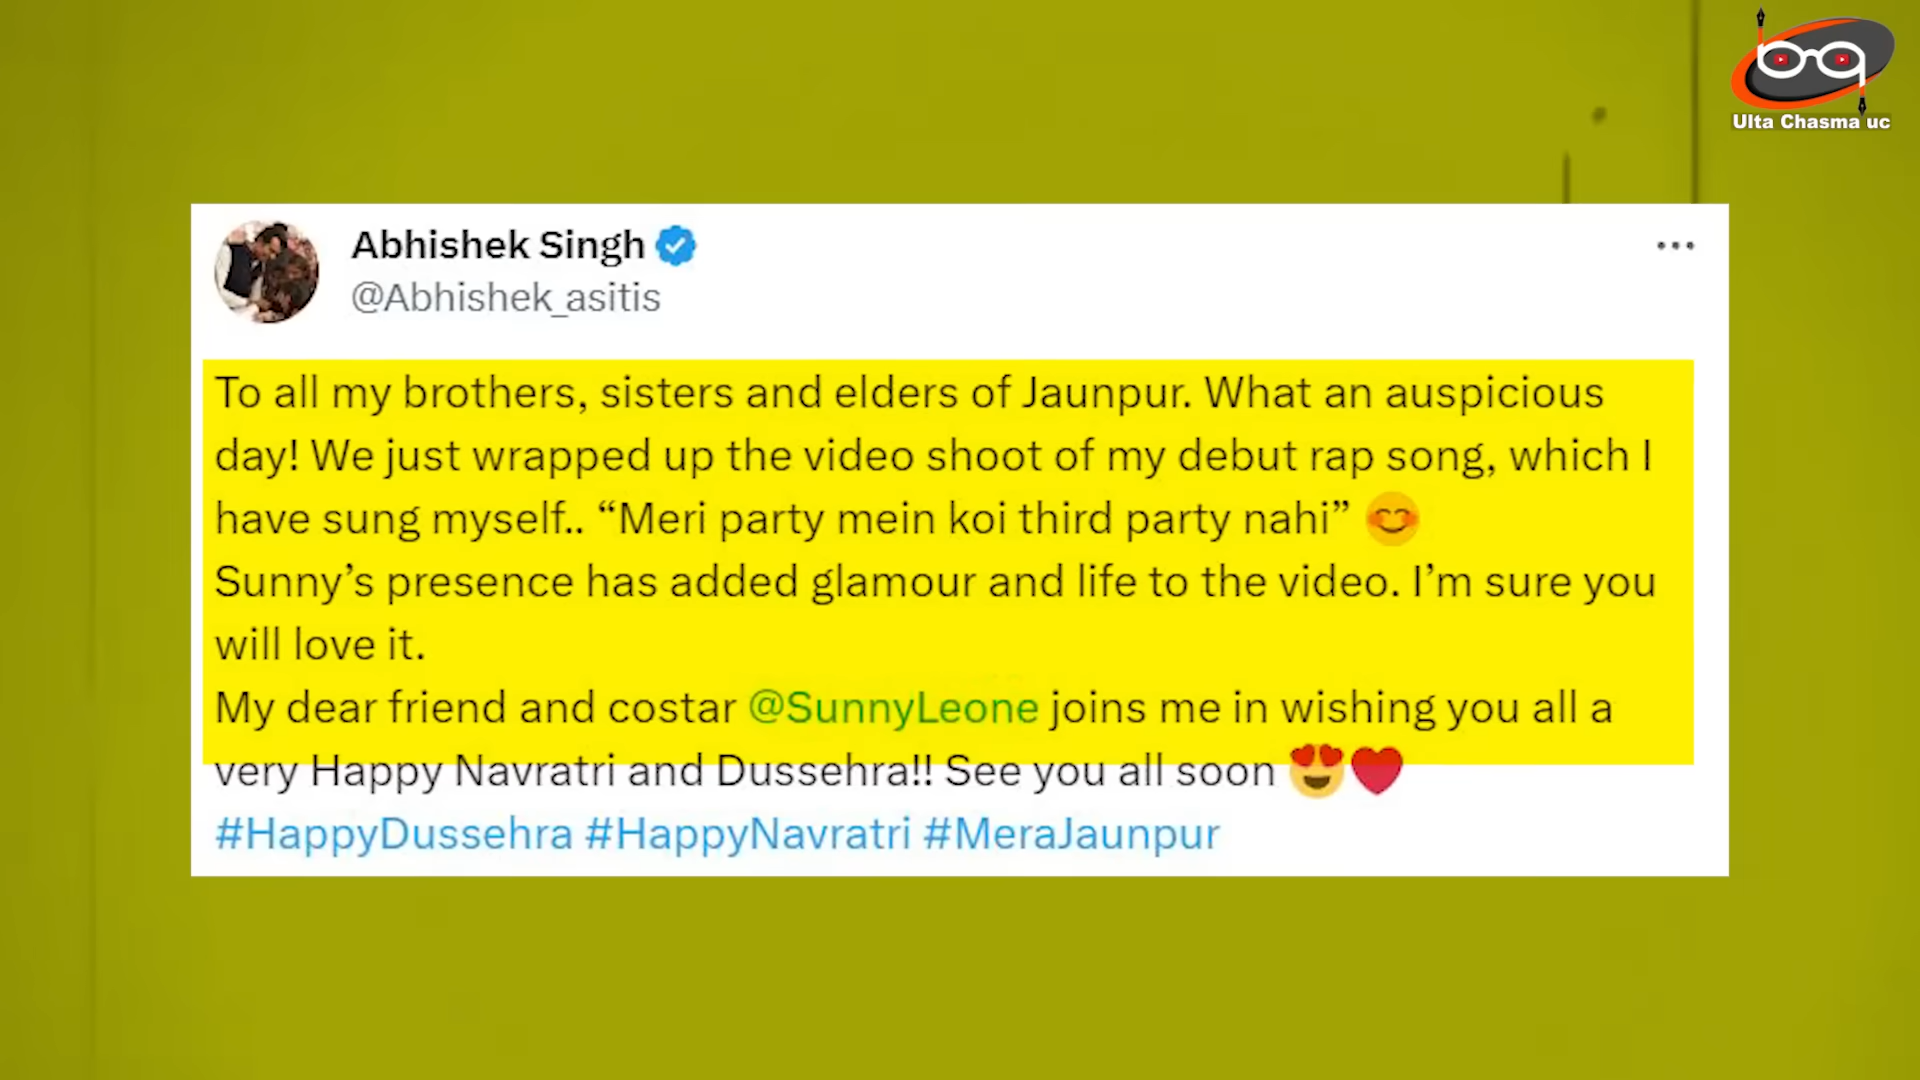 Ulta Chasma uc
Abhishek Singh
@Abhishek_asitis
To all my brothers, sisters and elders of Jaunpur. What an auspicious
day! We just wrapped up the video shoot of my debut rap song, which I
have sung myself.. “Meri party mein koi third party nahi” 😊
Sunny’s presence has added glamour and life to the video. I’m sure you
will love it.
My dear friend and costar @SunnyLeone joins me in wishing you all a
very Happy Navratri and Dussehra!! See you all soon 😍❤️
#HappyDussehra #HappyNavratri #MeraJaunpur